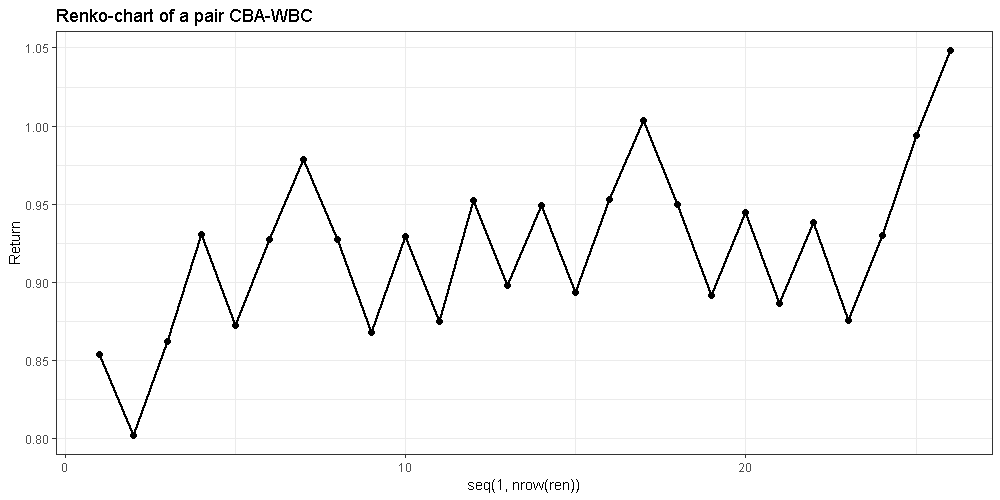 Renko-chart of a pair CBA-WBC
1.05
1.00
0.95
0.90
0.85
0.80
Return
0 10 20
seq(1, nrow(ren))